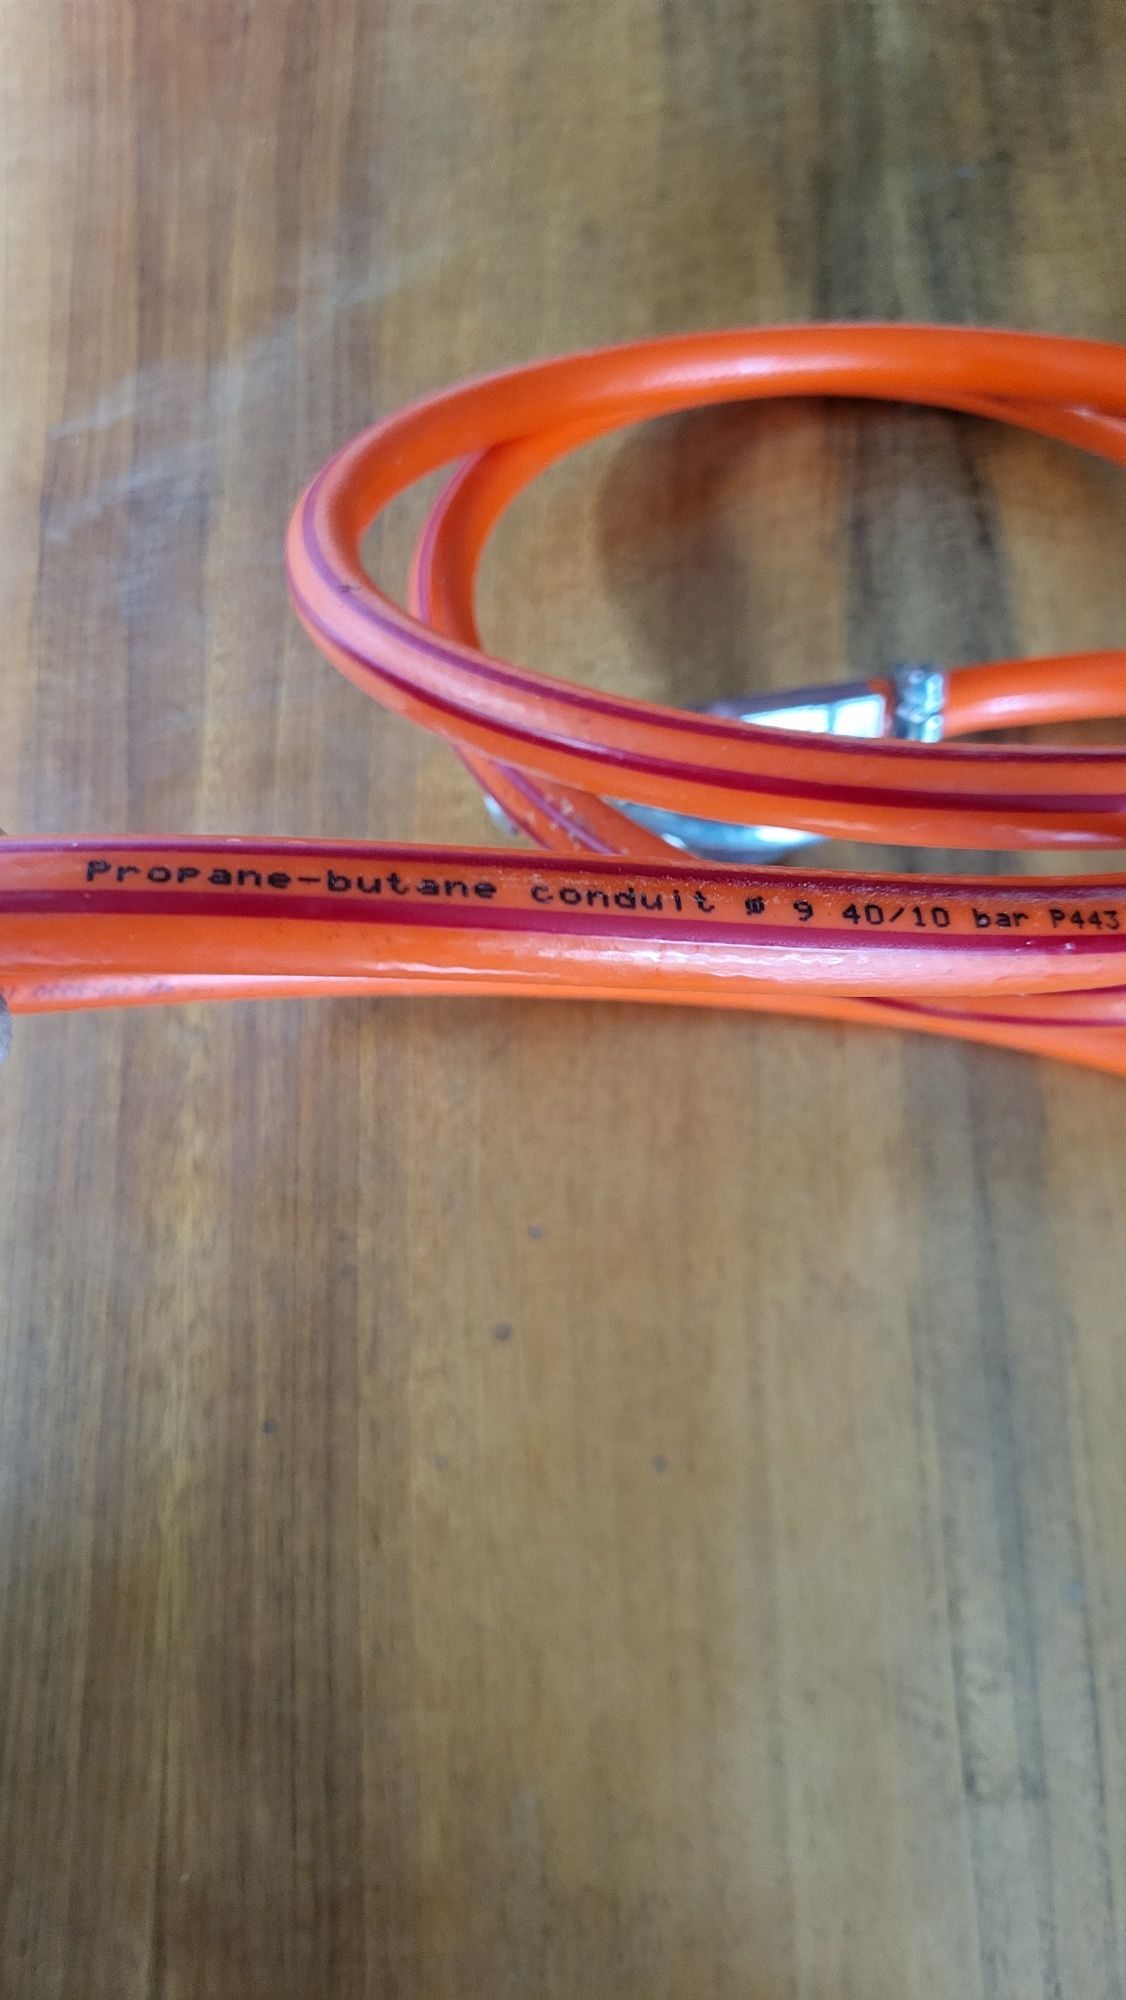 Propane-butane conduit ø 9 40/10 bar P443